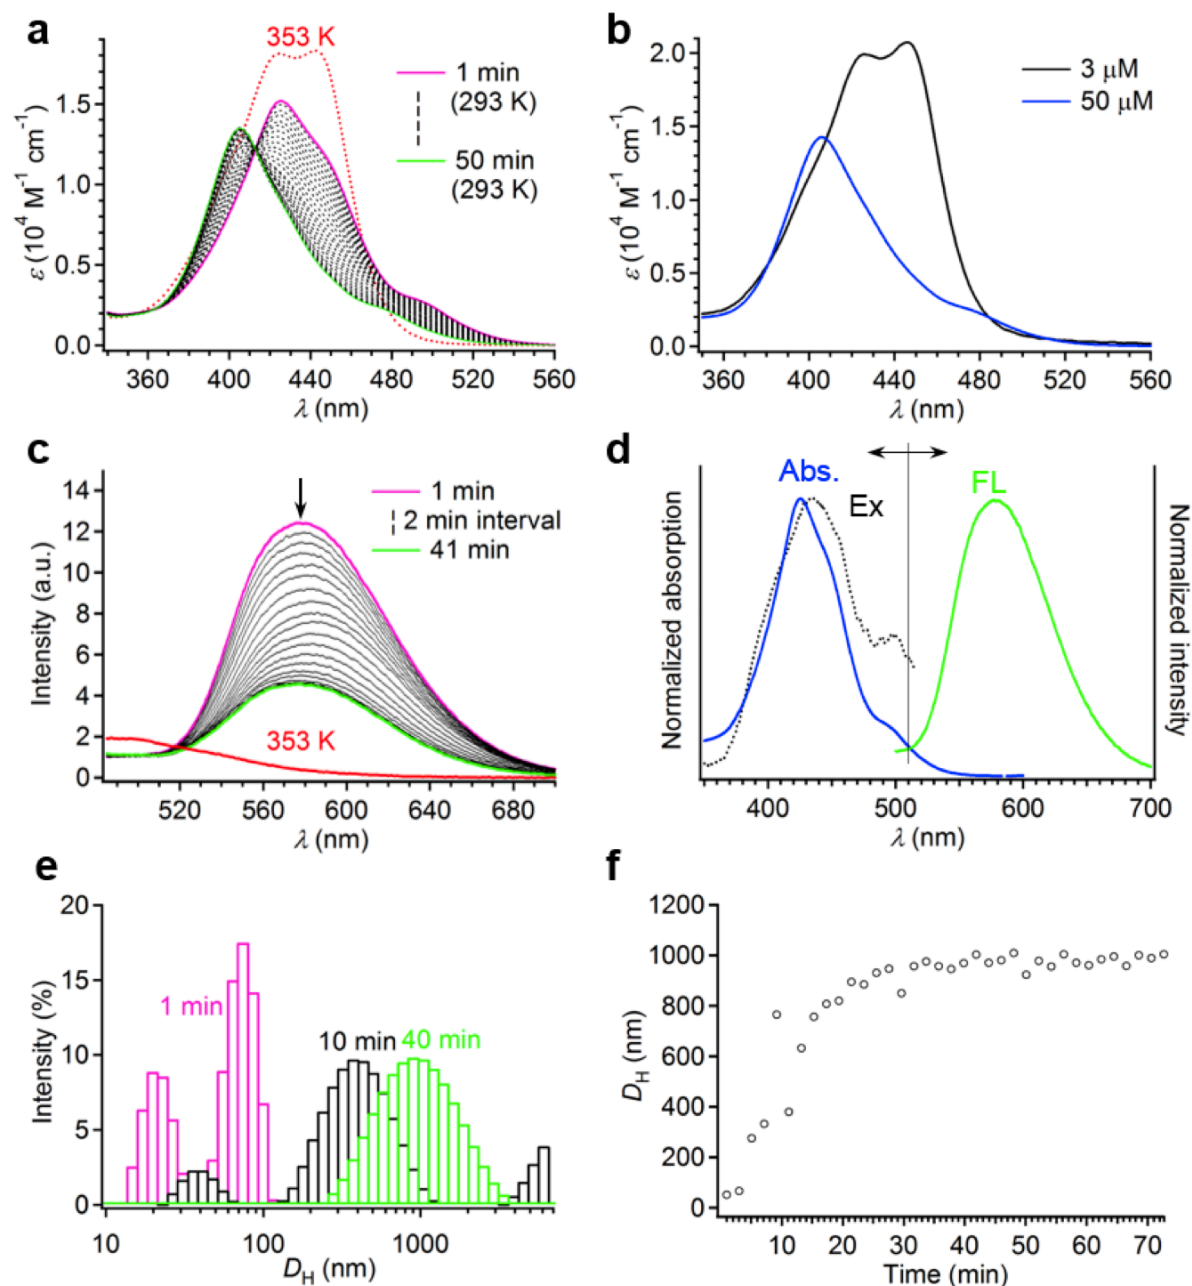 a
353 K
1 min
(293 K)
50 min
(293 K)
1.5
1.0
0.5
0.0
ε (10⁴ M⁻¹ cm⁻¹)
360 400 440 480 520 560
λ (nm)
b
3 μM
50 μM
2.0
1.5
1.0
0.5
0.0
ε (10⁴ M⁻¹ cm⁻¹)
360 400 440 480 520 560
λ (nm)
c
1 min
2 min interval
41 min
353 K
14
12
10
8
6
4
2
0
Intensity (a.u.)
520 560 600 640 680
λ (nm)
d
Abs.
Ex
FL
Normalized absorption
Normalized intensity
400 500 600 700
λ (nm)
e
1 min
10 min
40 min
20
15
10
5
0
Intensity (%)
10 100 1000
D_H (nm)
f
1200
1000
800
600
400
200
0
D_H (nm)
10 20 30 40 50 60 70
Time (min)